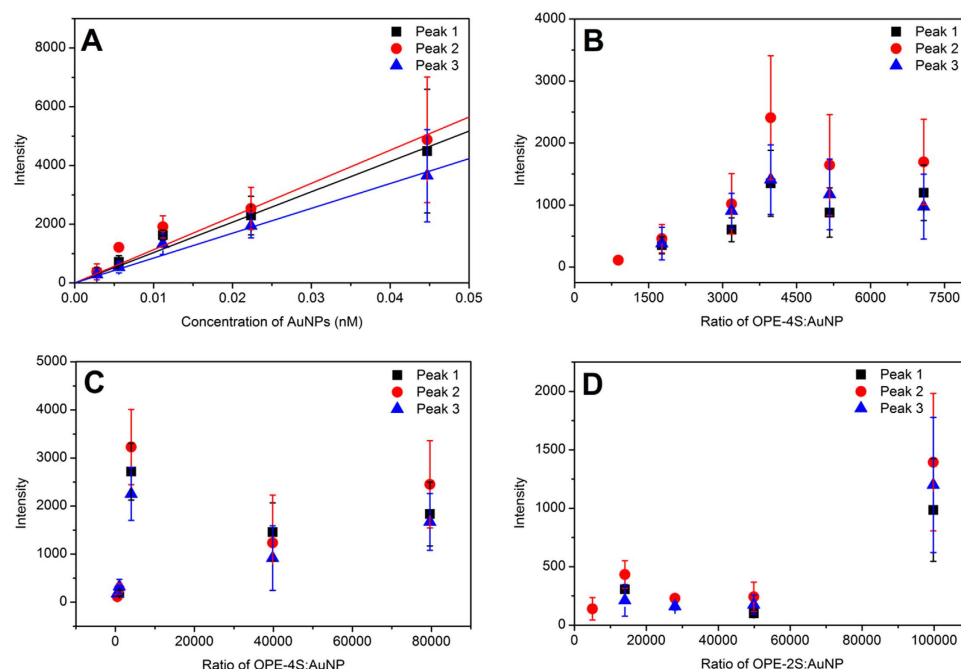 A
Peak 1
Peak 2
Peak 3
8000
6000
4000
2000
0
Intensity
0.00 0.01 0.02 0.03 0.04 0.05
Concentration of AuNPs (nM)
B
Peak 1
Peak 2
Peak 3
4000
3000
2000
1000
0
Intensity
0 1750 3500 4500 6000 7500
Ratio of OPE-4S:AuNP
C
Peak 1
Peak 2
Peak 3
5000
4000
3000
2000
1000
0
Intensity
0 20000 40000 60000 80000
Ratio of OPE-4S:AuNP
D
Peak 1
Peak 2
Peak 3
2000
1500
1000
500
0
Intensity
0 20000 40000 60000 80000 100000
Ratio of OPE-2S:AuNP